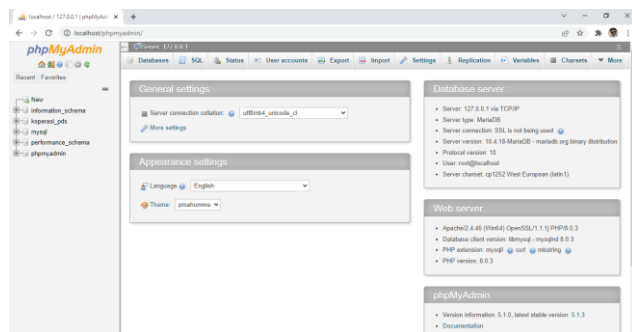 localhost / 127.0.0.1 | phpMyAdmin
localhost/phpmyadmin/
phpMyAdmin
Recent Favorites
New
information_schema
koperasi_pds
mysql
performance_schema
phpmyadmin
Server: 127.0.0.1
Databases SQL Status User accounts Export Import Settings Replication Variables Charsets More
General settings
Server connection collation: utf8mb4_unicode_ci
More settings
Appearance settings
Language English
Theme pmahomme
Database server
Server: 127.0.0.1 via TCP/IP
Server type: MariaDB
Server connection: SSL is not being used
Server version: 10.4.18-MariaDB - mariadb.org binary distribution
Protocol version: 10
User: root@localhost
Server charset: cp1252 West European (latin1)
Web server
Apache/2.4.46 (Win64) OpenSSL/1.1.1j PHP/8.0.3
Database client version: libmysql - mysqlnd 8.0.3
PHP extension: mysqli curl mbstring
PHP version: 8.0.3
phpMyAdmin
Version information: 5.1.0, latest stable version: 5.1.3
Documentation